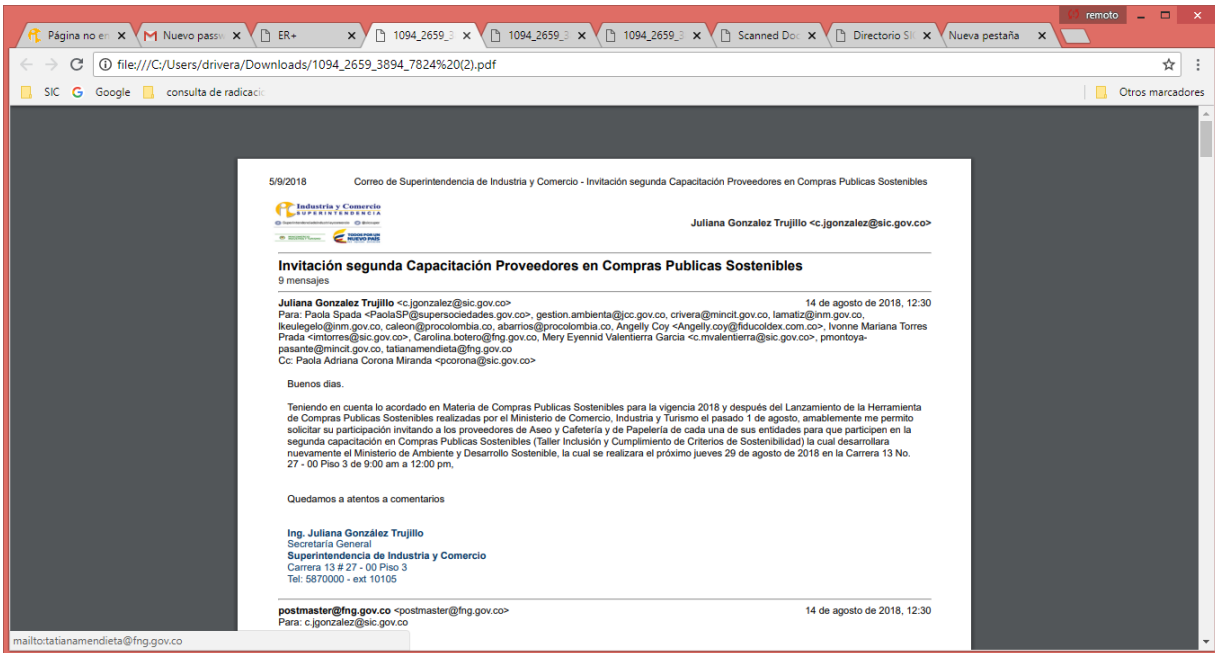 remoto
Página no en
Nuevo passw
ER+
1094_2659_3
1094_2659_3
1094_2659_3
Scanned Doc
Directorio SIC
Nueva pestaña
file:///C:/Users/drivera/Downloads/1094_2659_3894_7824%20(2).pdf
SIC
Google
consulta de radicacio
Otros marcadores
5/9/2018 Correo de Superintendencia de Industria y Comercio - Invitación segunda Capacitación Proveedores en Compras Publicas Sostenibles
Industria y Comercio
SUPERINTENDENCIA
TODOS POR UN
NUEVO PAÍS
Juliana Gonzalez Trujillo <c.jgonzalez@sic.gov.co>
Invitación segunda Capacitación Proveedores en Compras Publicas Sostenibles
9 mensajes
Juliana Gonzalez Trujillo <c.jgonzalez@sic.gov.co> 14 de agosto de 2018, 12:30
Para: Paola Spada <PaolaSP@supersociedades.gov.co>, gestion.ambienta@jcc.gov.co, crivera@mincit.gov.co, lamatiz@inm.gov.co,
lkeulegelo@inm.gov.co, caleon@procolombia.co, abarrios@procolombia.co, Angelly Coy <Angelly.coy@fiducoldex.com.co>, Ivonne Mariana Torres
Prada <imtorres@sic.gov.co>, Carolina.botero@fng.gov.co, Mery Eyennid Valentierra Garcia <c.mvalentierra@sic.gov.co>, pmontoya-
pasante@mincit.gov.co, tatianamendieta@fng.gov.co
Cc: Paola Adriana Corona Miranda <pcorona@sic.gov.co>
Buenos dias.
Teniendo en cuenta lo acordado en Materia de Compras Publicas Sostenibles para la vigencia 2018 y después del Lanzamiento de la Herramienta
de Compras Publicas Sostenibles realizadas por el Ministerio de Comercio, Industria y Turismo el pasado 1 de agosto, amablemente me permito
solicitar su participación invitando a los proveedores de Aseo y Cafetería y de Papelería de cada una de sus entidades para que participen en la
segunda capacitación en Compras Publicas Sostenibles (Taller Inclusión y Cumplimiento de Criterios de Sostenibilidad) la cual desarrollara
nuevamente el Ministerio de Ambiente y Desarrollo Sostenible, la cual se realizara el próximo jueves 29 de agosto de 2018 en la Carrera 13 No.
27 - 00 Piso 3 de 9:00 am a 12:00 pm,
Quedamos a atentos a comentarios
Ing. Juliana González Trujillo
Secretaría General
Superintendencia de Industria y Comercio
Carrera 13 # 27 - 00 Piso 3
Tel: 5870000 - ext 10105
postmaster@fng.gov.co <postmaster@fng.gov.co> 14 de agosto de 2018, 12:30
Para: c.jgonzalez@sic.gov.co
mailto:tatianamendieta@fng.gov.co